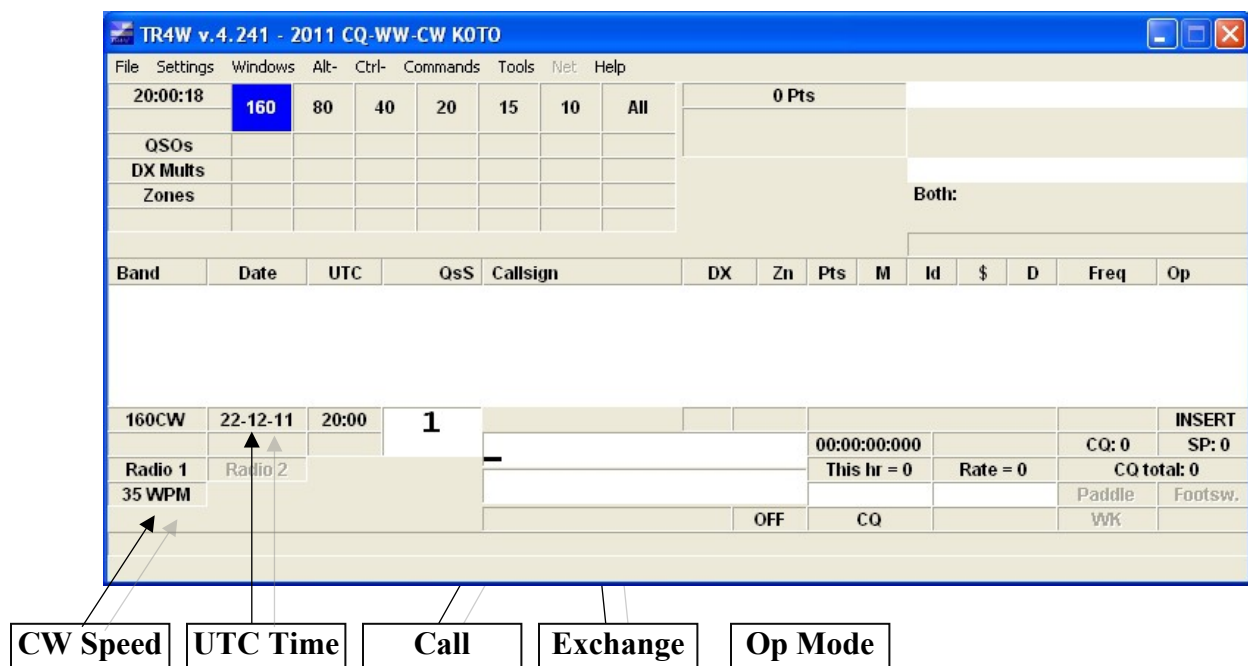 TR4W v.4.241 - 2011 CQ-WW-CW K0TO
File Settings Windows Alt- Ctrl- Commands Tools Net Help
20:00:18 160 80 40 20 15 10 All 0 Pts
QSOs
DX Mults
Zones Both:
Band Date UTC QsS Callsign DX Zn Pts M Id $ D Freq Op
160CW 22-12-11 20:00 1 INSERT
00:00:00:000 CQ: 0 SP: 0
Radio 1 Radio 2 This hr = 0 Rate = 0 CQ total: 0
35 WPM Paddle Footsw.
OFF CQ WK
CW Speed UTC Time Call Exchange Op Mode